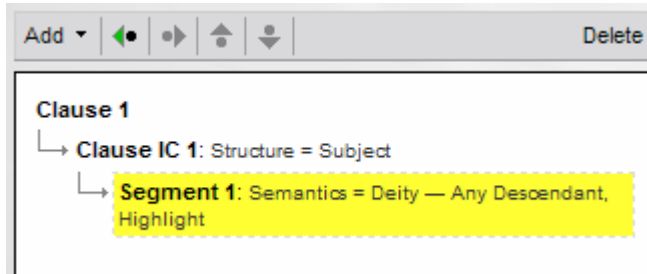 Add Delete
Clause 1
Clause IC 1: Structure = Subject
Segment 1: Semantics = Deity — Any Descendant,
Highlight